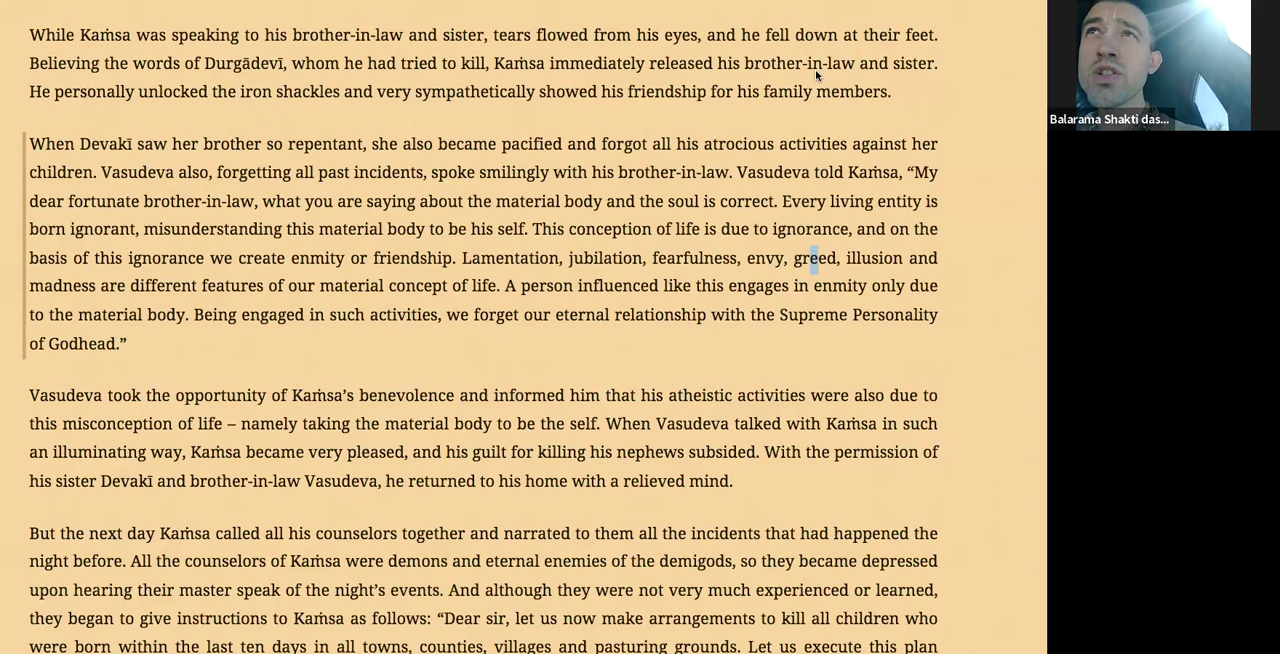 While Kaṁsa was speaking to his brother-in-law and sister, tears flowed from his eyes, and he fell down at their feet.
Believing the words of Durgādevī, whom he had tried to kill, Kaṁsa immediately released his brother-in-law and sister.
He personally unlocked the iron shackles and very sympathetically showed his friendship for his family members.
When Devakī saw her brother so repentant, she also became pacified and forgot all his atrocious activities against her
children. Vasudeva also, forgetting all past incidents, spoke smilingly with his brother-in-law. Vasudeva told Kaṁsa, “My
dear fortunate brother-in-law, what you are saying about the material body and the soul is correct. Every living entity is
born ignorant, misunderstanding this material body to be his self. This conception of life is due to ignorance, and on the
basis of this ignorance we create enmity or friendship. Lamentation, jubilation, fearfulness, envy, greed, illusion and
madness are different features of our material concept of life. A person influenced like this engages in enmity only due
to the material body. Being engaged in such activities, we forget our eternal relationship with the Supreme Personality
of Godhead.”
Vasudeva took the opportunity of Kaṁsa’s benevolence and informed him that his atheistic activities were also due to
this misconception of life – namely taking the material body to be the self. When Vasudeva talked with Kaṁsa in such
an illuminating way, Kaṁsa became very pleased, and his guilt for killing his nephews subsided. With the permission of
his sister Devakī and brother-in-law Vasudeva, he returned to his home with a relieved mind.
But the next day Kaṁsa called all his counselors together and narrated to them all the incidents that had happened the
night before. All the counselors of Kaṁsa were demons and eternal enemies of the demigods, so they became depressed
upon hearing their master speak of the night’s events. And although they were not very much experienced or learned,
they began to give instructions to Kaṁsa as follows: “Dear sir, let us now make arrangements to kill all children who
were born within the last ten days in all towns, counties, villages and pasturing grounds. Let us execute this plan
Balarama Shakti das...